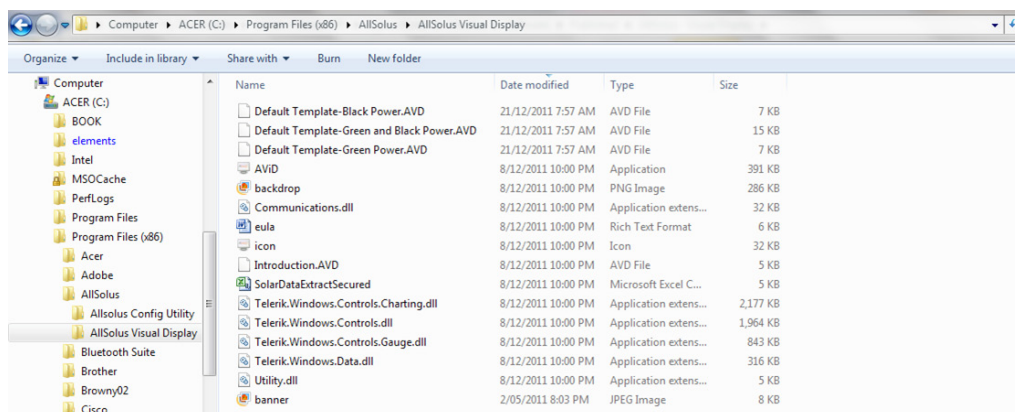 Computer ACER (C:) Program Files (x86) AllSolus AllSolus Visual Display
Organize Include in library Share with Burn New folder
Computer
ACER (C:)
BOOK
elements
Intel
MSOCache
PerfLogs
Program Files
Program Files (x86)
Acer
Adobe
AllSolus
Allsolus Config Utility
AllSolus Visual Display
Bluetooth Suite
Brother
Browny02
Cisco
Name Date modified Type Size
Default Template-Black Power.AVD 21/12/2011 7:57 AM AVD File 7 KB
Default Template-Green and Black Power.AVD 21/12/2011 7:57 AM AVD File 15 KB
Default Template-Green Power.AVD 21/12/2011 7:57 AM AVD File 7 KB
AViD 8/12/2011 10:00 PM Application 391 KB
backdrop 8/12/2011 10:00 PM PNG Image 286 KB
Communications.dll 8/12/2011 10:00 PM Application extens... 32 KB
eula 8/12/2011 10:00 PM Rich Text Format 6 KB
icon 8/12/2011 10:00 PM Icon 32 KB
Introduction.AVD 8/12/2011 10:00 PM AVD File 5 KB
SolarDataExtractSecured 8/12/2011 10:00 PM Microsoft Excel C... 5 KB
Telerik.Windows.Controls.Charting.dll 8/12/2011 10:00 PM Application extens... 2,177 KB
Telerik.Windows.Controls.dll 8/12/2011 10:00 PM Application extens... 1,964 KB
Telerik.Windows.Controls.Gauge.dll 8/12/2011 10:00 PM Application extens... 843 KB
Telerik.Windows.Data.dll 8/12/2011 10:00 PM Application extens... 316 KB
Utility.dll 8/12/2011 10:00 PM Application extens... 5 KB
banner 2/05/2011 8:03 PM JPEG Image 8 KB